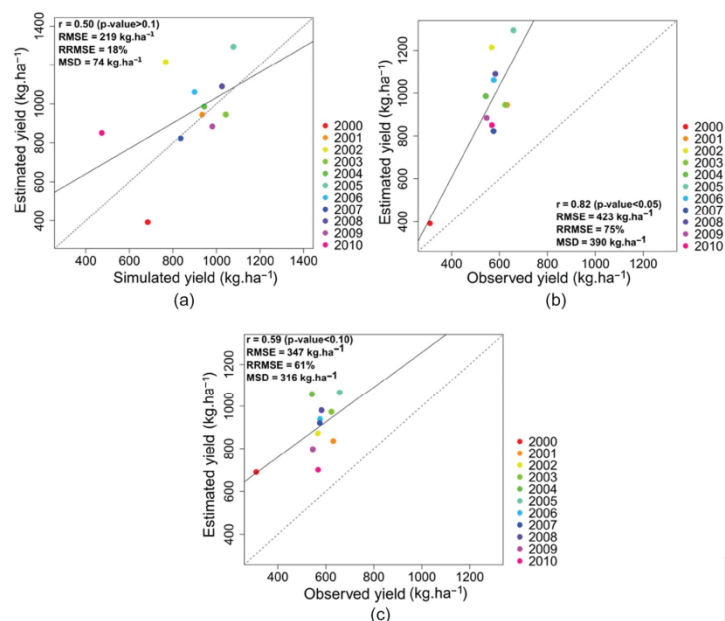 r = 0.50 (p-value>0.1)
RMSE = 219 kg.ha⁻¹
RRMSE = 18%
MSD = 74 kg.ha⁻¹
Estimated yield (kg.ha⁻¹)
400 600 800 1000 1400
400 600 800 1000 1200 1400
Simulated yield (kg.ha⁻¹)
2000
2001
2002
2003
2004
2005
2006
2007
2008
2009
2010
(a)
Estimated yield (kg.ha⁻¹)
400 600 800 1000 1200
r = 0.82 (p-value<0.05)
RMSE = 423 kg.ha⁻¹
RRMSE = 75%
MSD = 390 kg.ha⁻¹
400 600 800 1000 1200
Observed yield (kg.ha⁻¹)
2000
2001
2002
2003
2004
2005
2006
2007
2008
2009
2010
(b)
r = 0.59 (p-value<0.10)
RMSE = 347 kg.ha⁻¹
RRMSE = 61%
MSD = 316 kg.ha⁻¹
Estimated yield (kg.ha⁻¹)
400 600 800 1000 1200
400 600 800 1000 1200
Observed yield (kg.ha⁻¹)
2000
2001
2002
2003
2004
2005
2006
2007
2008
2009
2010
(c)